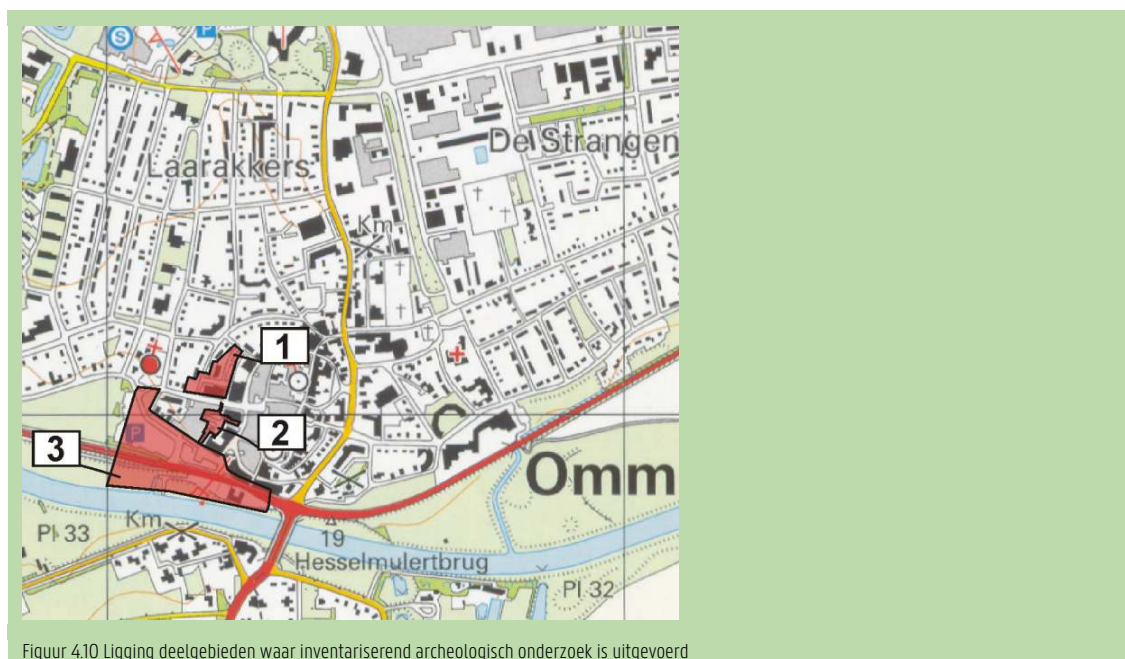 S
P
De Strangen
Laarakkers
Km
1
2
P
3
Omm
Km
Pl 33
19
Hesselmulertbrug
Pl 32
Figuur 4.10 Ligging deelgebieden waar inventariserend archeologisch onderzoek is uitgevoerd